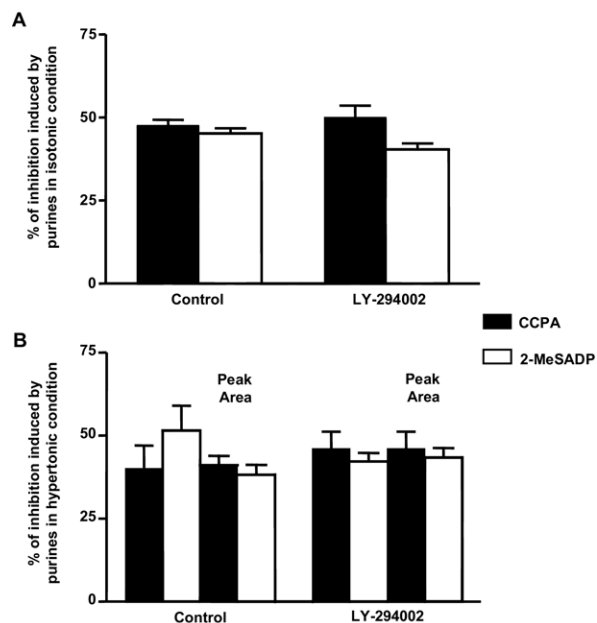 A
% of inhibition induced by
purines in isotonic condition
75
50
25
0
Control
LY-294002
CCPA
2-MeSADP
B
% of inhibition induced by
purines in hypertonic condition
75
50
25
0
Peak
Area
Peak
Area
Control
LY-294002